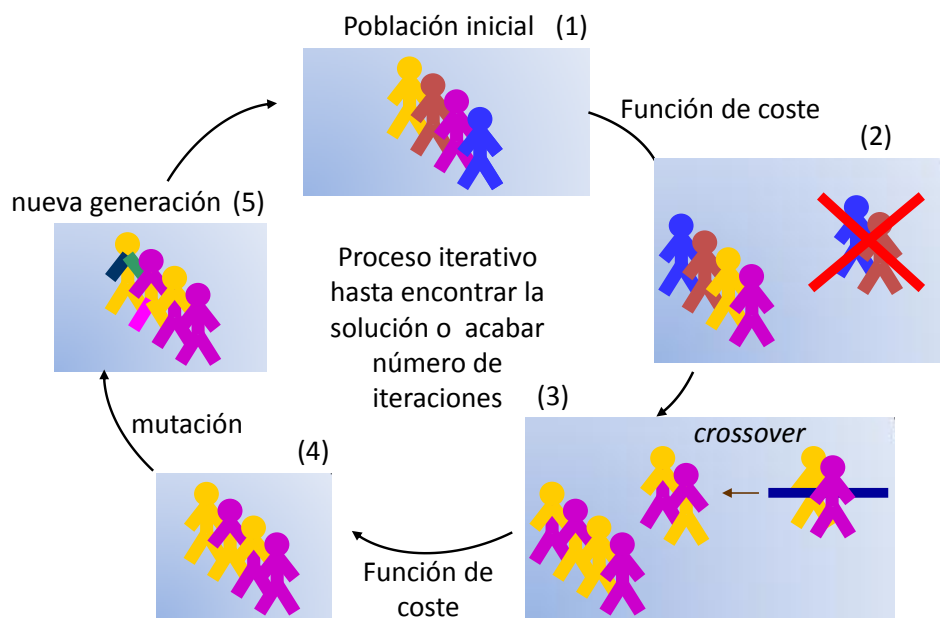 Población inicial (1)
Función de coste
(2)
nueva generación (5)
Proceso iterativo
hasta encontrar la
solución o acabar
número de
iteraciones
(3)
crossover
mutación
(4)
Función de
coste